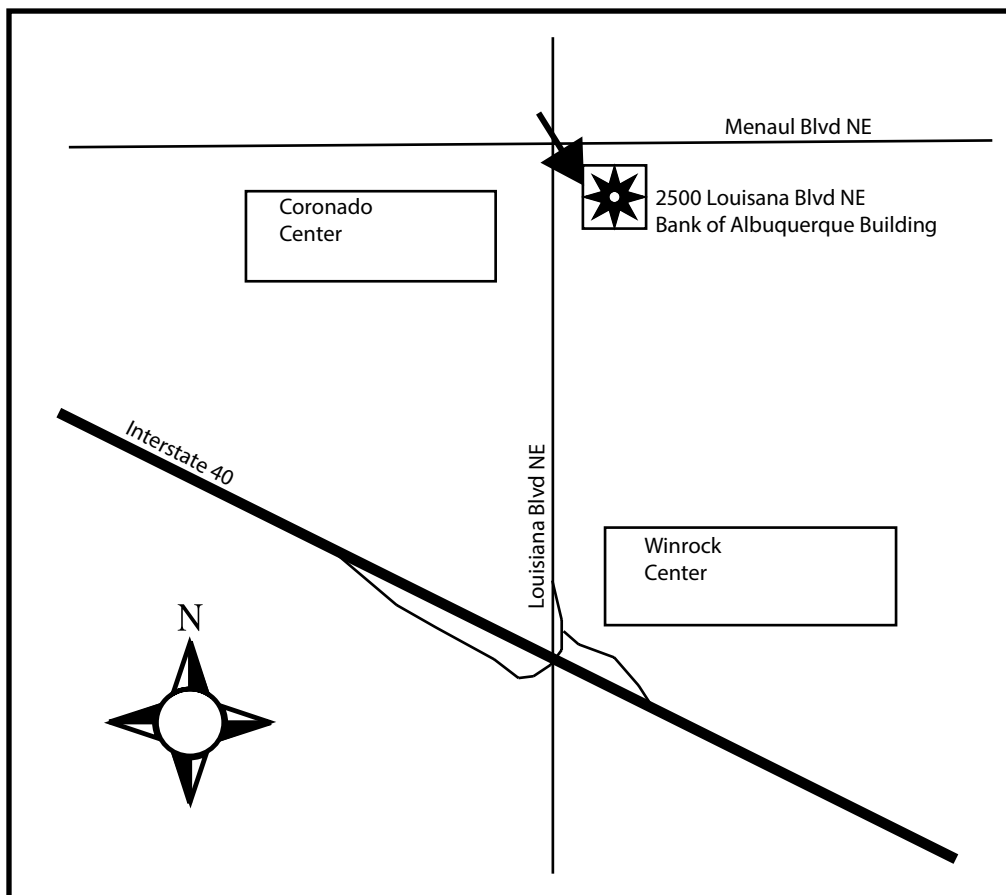 Menaul Blvd NE
Coronado
Center
2500 Louisana Blvd NE
Bank of Albuquerque Building
Interstate 40
Louisiana Blvd NE
Winrock
Center
N